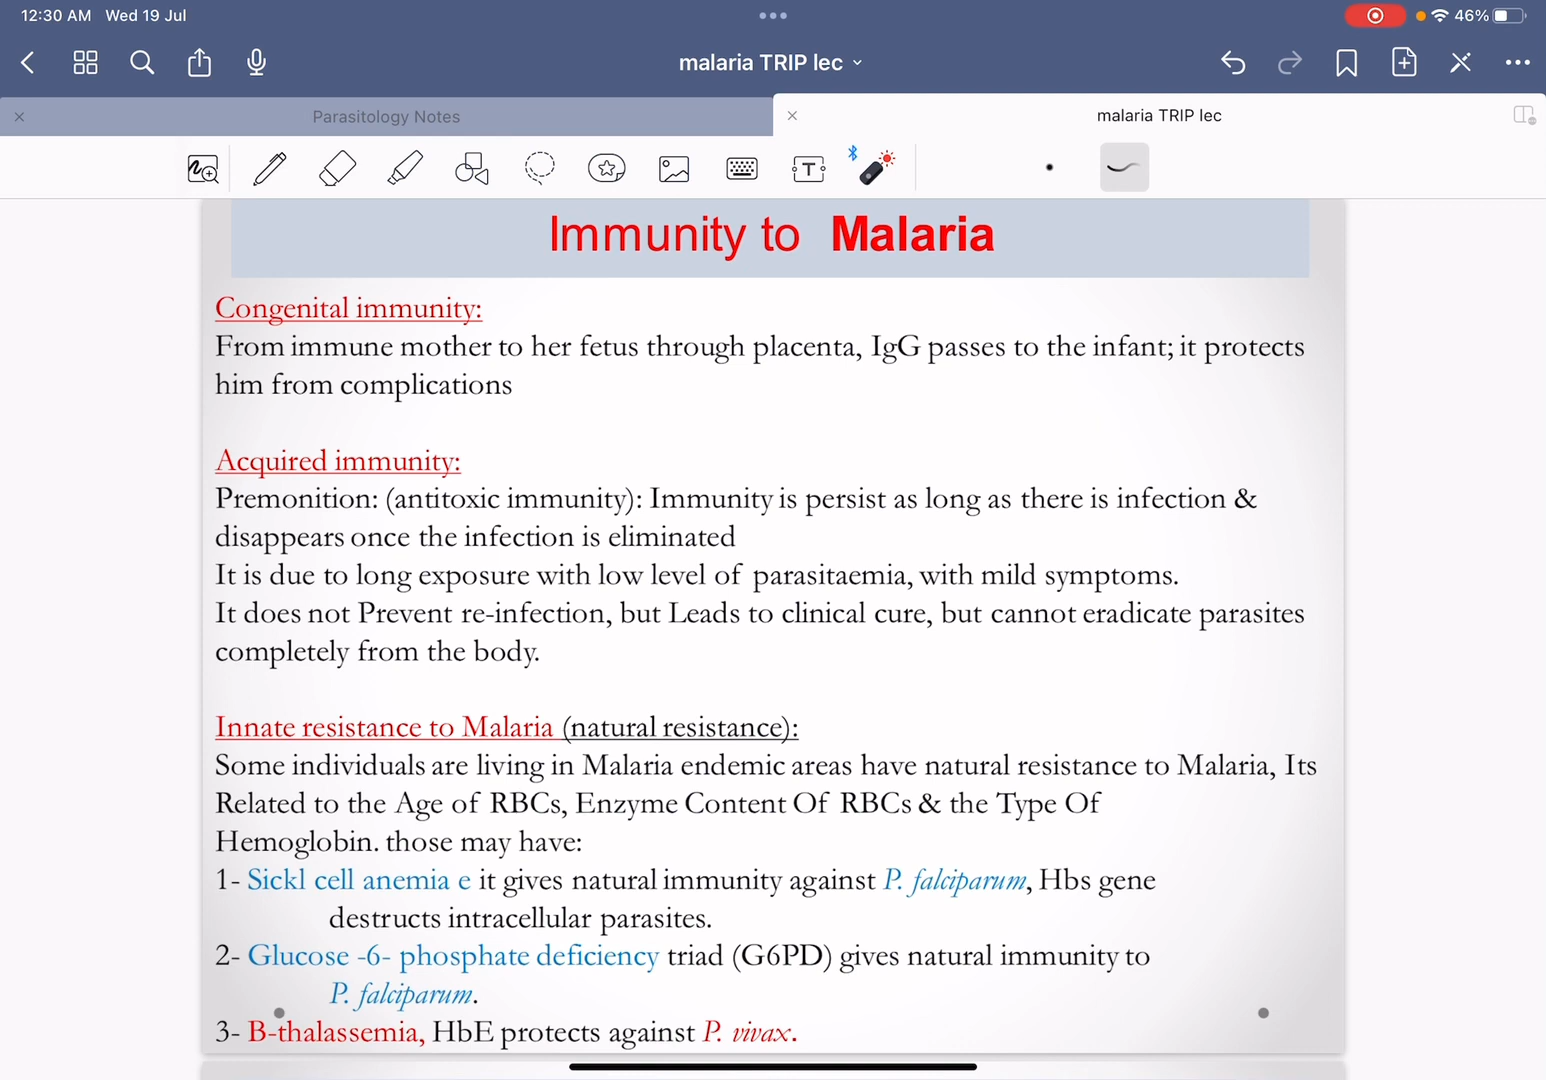 12:30 AM Wed 19 Jul
46%
malaria TRIP lec
Parasitology Notes
malaria TRIP lec
T
Immunity to Malaria
Congenital immunity:
From immune mother to her fetus through placenta, IgG passes to the infant; it protects
him from complications
Acquired immunity:
Premonition: (antitoxic immunity): Immunity is persist as long as there is infection &
disappears once the infection is eliminated
It is due to long exposure with low level of parasitaemia, with mild symptoms.
It does not Prevent re-infection, but Leads to clinical cure, but cannot eradicate parasites
completely from the body.
Innate resistance to Malaria (natural resistance):
Some individuals are living in Malaria endemic areas have natural resistance to Malaria, Its
Related to the Age of RBCs, Enzyme Content Of RBCs & the Type Of
Hemoglobin. those may have:
1- Sickl cell anemia e it gives natural immunity against P. falciparum, Hbs gene
destructs intracellular parasites.
2- Glucose -6- phosphate deficiency triad (G6PD) gives natural immunity to
P. falciparum.
3- B-thalassemia, HbE protects against P. vivax.